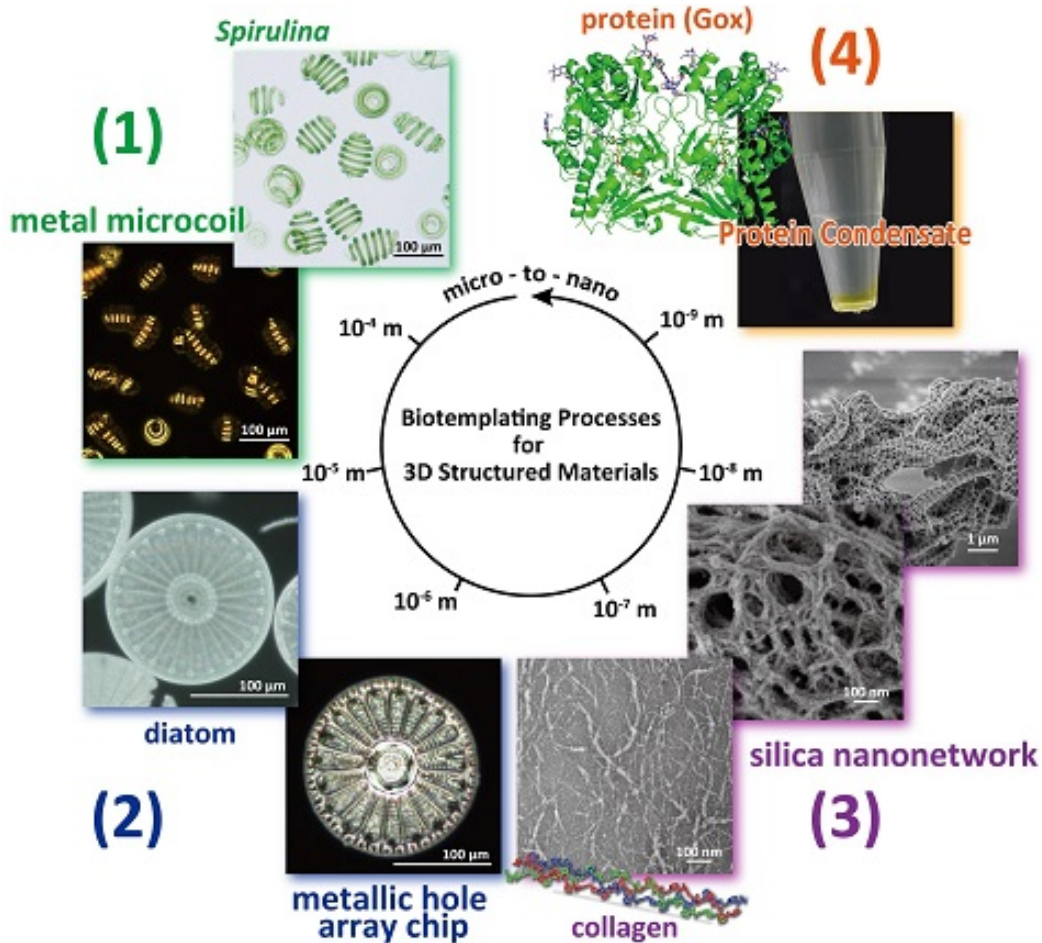 Spirulina
(1)
100 µm
metal microcoil
100 µm
protein (Gox)
(4)
Protein Condensate
micro - to - nano
10⁻⁴ m
10⁻⁹ m
Biotemplating Processes
for
3D Structured Materials
10⁻⁵ m
10⁻⁸ m
10⁻⁶ m
10⁻⁷ m
1 µm
100 nm
silica nanonetwork
(3)
100 µm
diatom
(2)
100 µm
metallic hole
array chip
100 nm
collagen